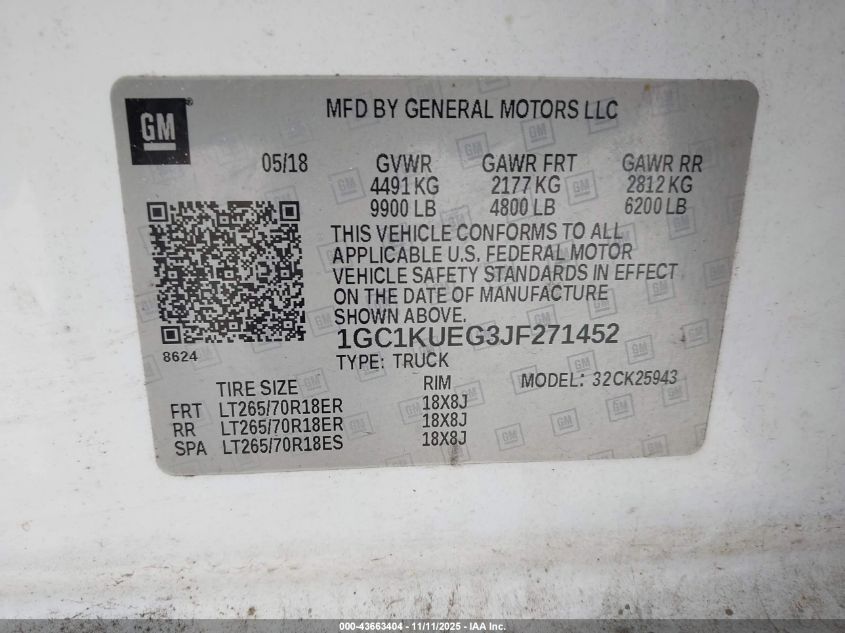 GM
MFD BY GENERAL MOTORS LLC
05/18 GVWR GAWR FRT GAWR RR
4491 KG 2177 KG 2812 KG
9900 LB 4800 LB 6200 LB
THIS VEHICLE CONFORMS TO ALL
APPLICABLE U.S. FEDERAL MOTOR
VEHICLE SAFETY STANDARDS IN EFFECT
ON THE DATE OF MANUFACTURE
SHOWN ABOVE.
1GC1KUEG3JF271452
8624
TYPE: TRUCK
TIRE SIZE RIM MODEL: 32CK25943
FRT LT265/70R18ER 18X8J
RR LT265/70R18ER 18X8J
SPA LT265/70R18ES 18X8J
000-43663404 - 11/11/2025 - IAA Inc.